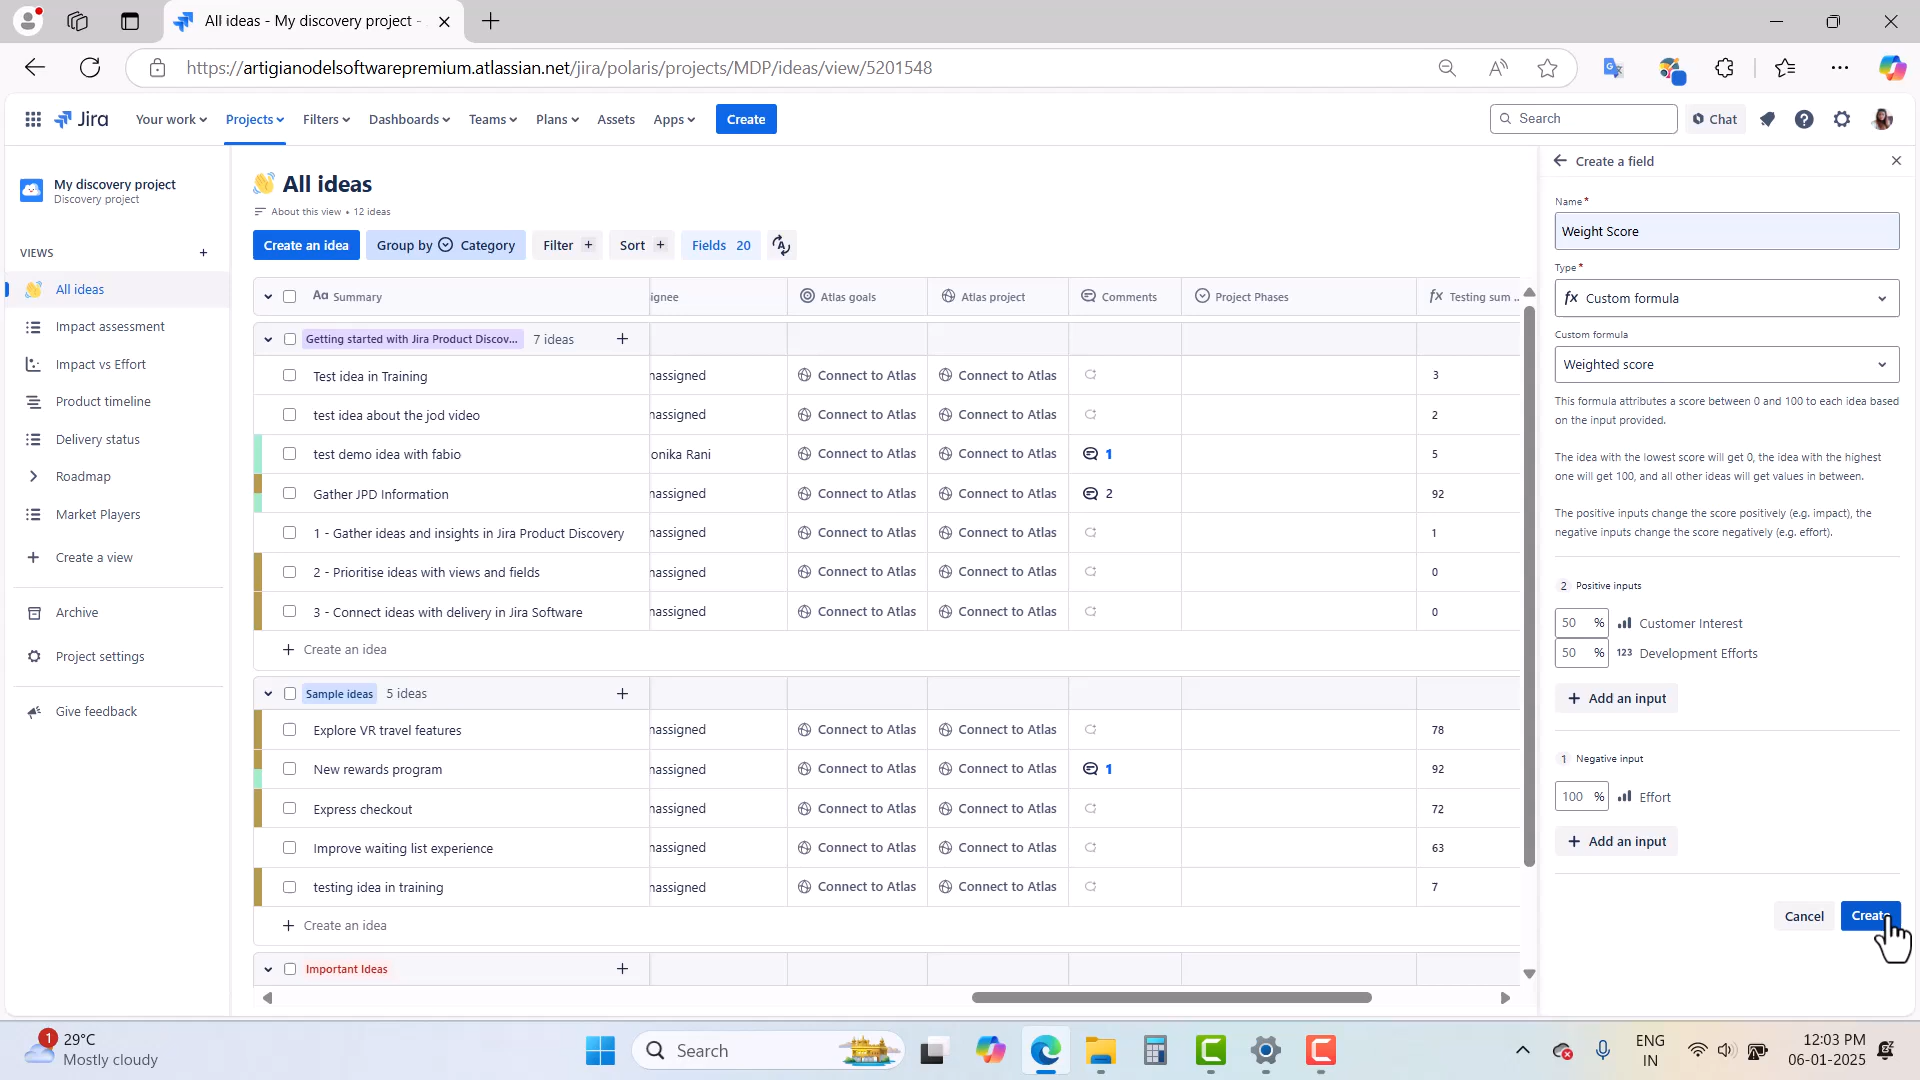 All ideas - My discovery project -
https://artigianodelsoftwarepremium.atlassian.net/jira/polaris/projects/MDP/ideas/view/5201548
Jira
Your work
Projects
Filters
Dashboards
Teams
Plans
Assets
Apps
Create
Search
Chat
My discovery project
Discovery project
VIEWS
All ideas
Impact assessment
Impact vs Effort
Product timeline
Delivery status
Roadmap
Market Players
Create a view
Archive
Project settings
Give feedback
All ideas
About this view • 12 ideas
Create an idea
Group by Category
Filter +
Sort +
Fields 20
Aa Summary
ignee
Atlas goals
Atlas project
Comments
Project Phases
fx Testing sum ..
Getting started with Jira Product Discov... 7 ideas
Test idea in Training nassigned Connect to Atlas Connect to Atlas 3
test idea about the jod video nassigned Connect to Atlas Connect to Atlas 2
test demo idea with fabio onika Rani Connect to Atlas Connect to Atlas 1 5
Gather JPD Information nassigned Connect to Atlas Connect to Atlas 2 92
1 - Gather ideas and insights in Jira Product Discovery nassigned Connect to Atlas Connect to Atlas 1
2 - Prioritise ideas with views and fields nassigned Connect to Atlas Connect to Atlas 0
3 - Connect ideas with delivery in Jira Software nassigned Connect to Atlas Connect to Atlas 0
+ Create an idea
Sample ideas 5 ideas
Explore VR travel features nassigned Connect to Atlas Connect to Atlas 78
New rewards program nassigned Connect to Atlas Connect to Atlas 1 92
Express checkout nassigned Connect to Atlas Connect to Atlas 72
Improve waiting list experience nassigned Connect to Atlas Connect to Atlas 63
testing idea in training nassigned Connect to Atlas Connect to Atlas 7
+ Create an idea
Important Ideas
Create a field
Name*
Weight Score
Type*
fx Custom formula
Custom formula
Weighted score
This formula attributes a score between 0 and 100 to each idea based
on the input provided.
The idea with the lowest score will get 0, the idea with the highest
one will get 100, and all other ideas will get values in between.
The positive inputs change the score positively (e.g. impact), the
negative inputs change the score negatively (e.g. effort).
2 Positive inputs
50 % Customer Interest
50 % 123 Development Efforts
+ Add an input
1 Negative input
100 % Effort
+ Add an input
Cancel
Create
1
29°C
Mostly cloudy
Search
ENG
IN
12:03 PM
06-01-2025